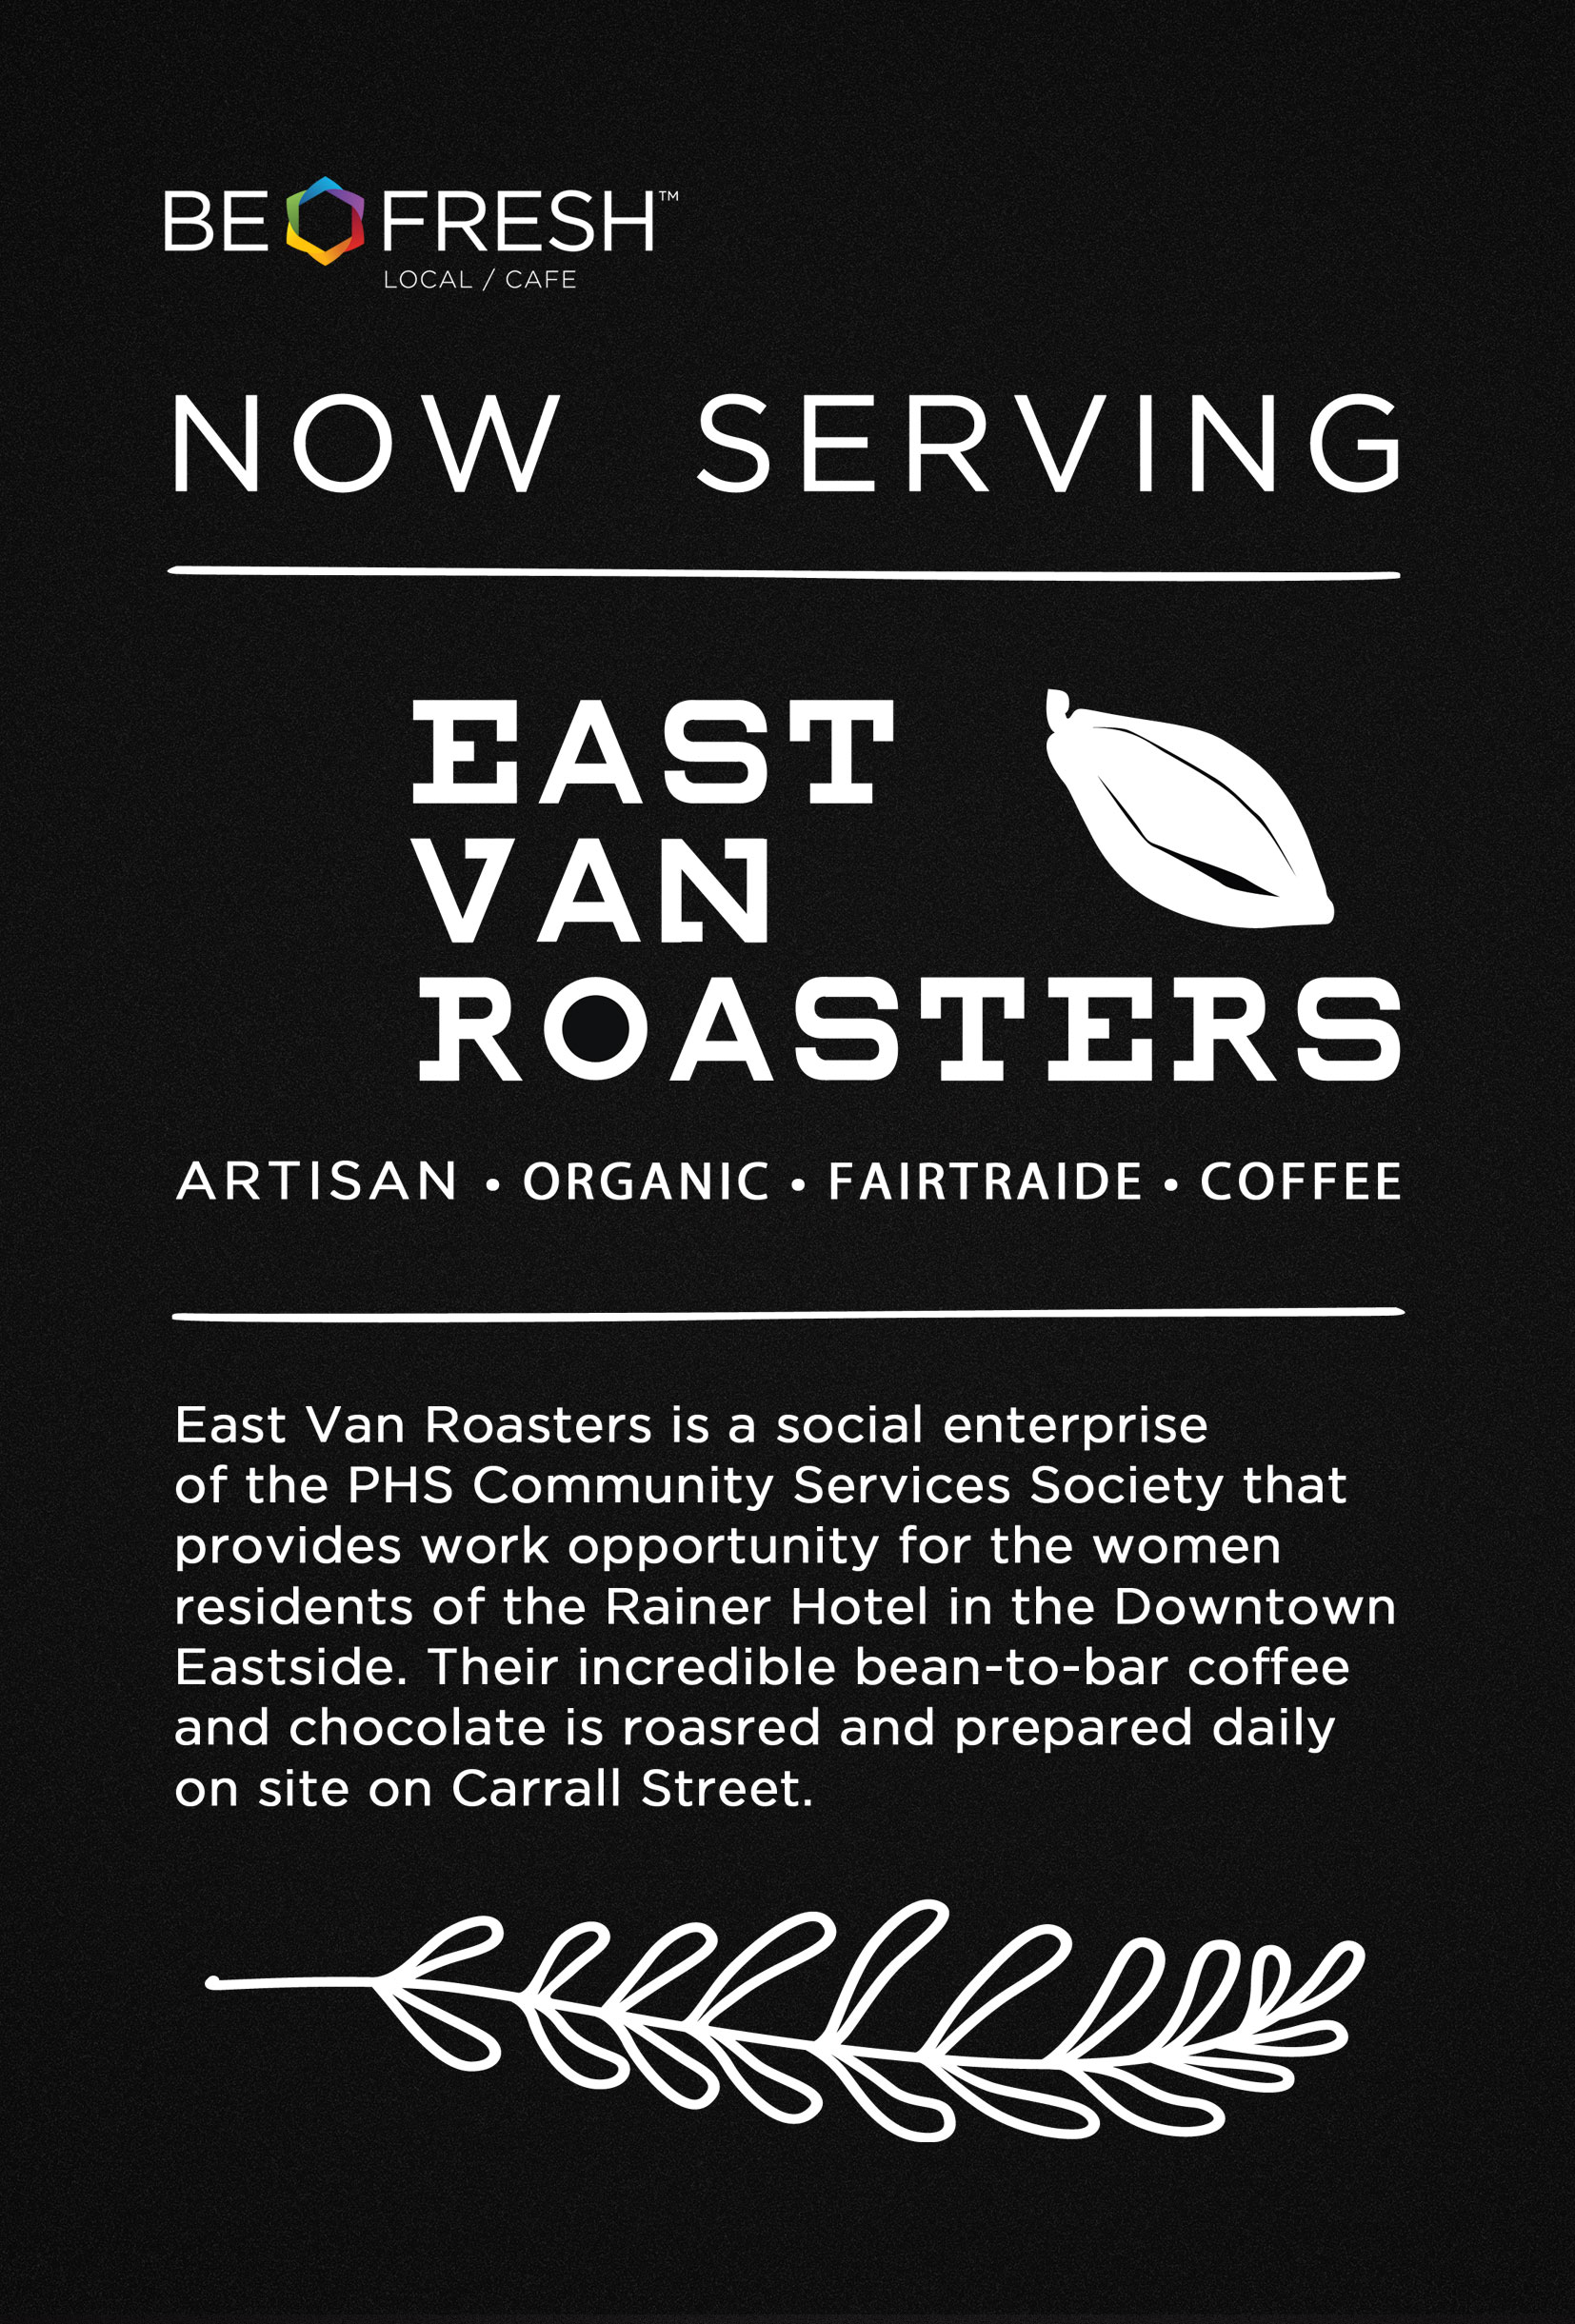 BE FRESH™
LOCAL / CAFE
NOW SERVING
EAST
VAN
ROASTERS
ARTISAN • ORGANIC • FAIRTRAIDE • COFFEE
East Van Roasters is a social enterprise
of the PHS Community Services Society that
provides work opportunity for the women
residents of the Rainer Hotel in the Downtown
Eastside. Their incredible bean-to-bar coffee
and chocolate is roasred and prepared daily
on site on Carrall Street.